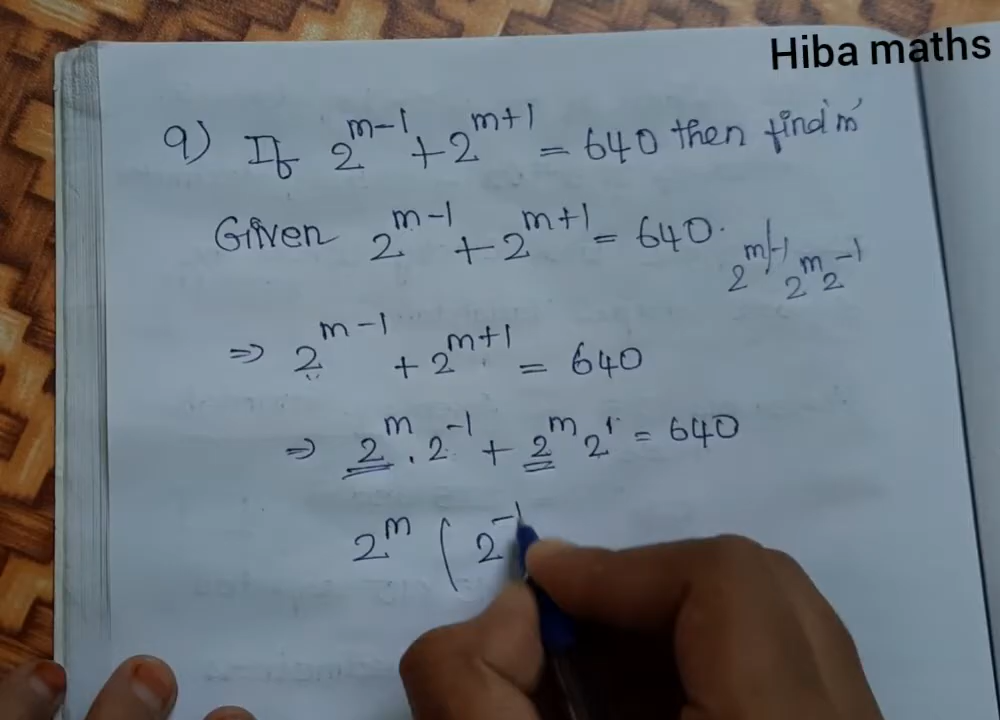 Hiba maths
9) If 2^{m-1} + 2^{m+1} = 640 then find 'm'
Given 2^{m-1} + 2^{m+1} = 640.
2^{m-1} 2^m 2^{-1}
⇒ 2^{m-1} + 2^{m+1} = 640
⇒ 2^m . 2^{-1} + 2^m 2^1 = 640
2^m ( 2^{-1}